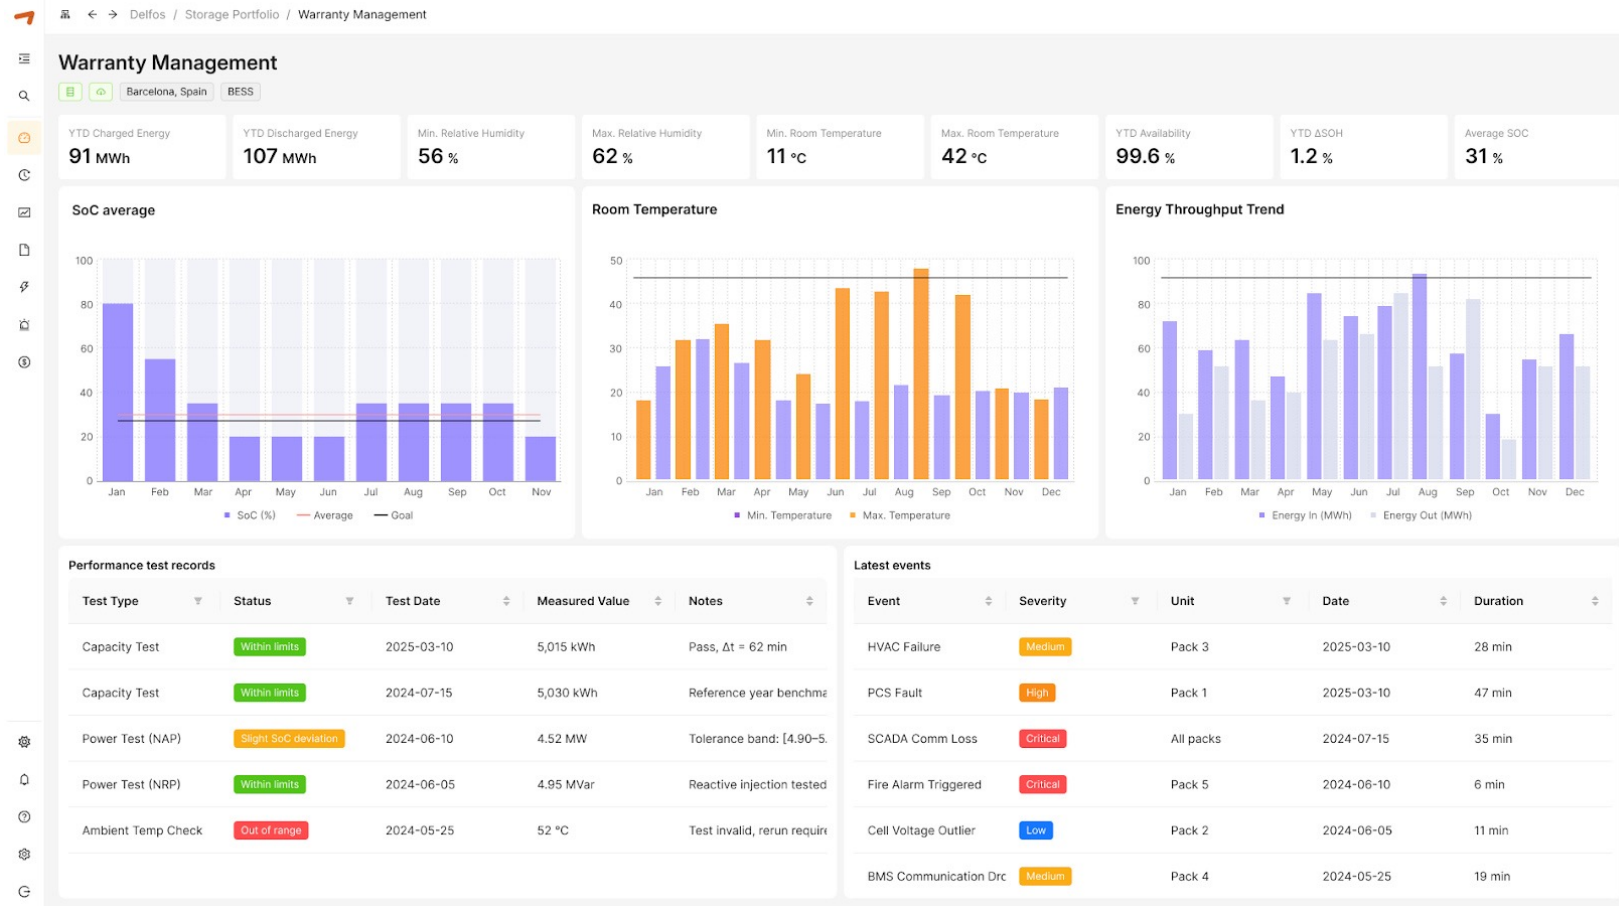 Delfos / Storage Portfolio / Warranty Management
Warranty Management
Barcelona, Spain BESS
YTD Charged Energy
91 MWh
YTD Discharged Energy
107 MWh
Min. Relative Humidity
56 %
Max. Relative Humidity
62 %
Min. Room Temperature
11 °C
Max. Room Temperature
42 °C
YTD Availability
99.6 %
YTD ΔSOH
1.2 %
Average SOC
31 %
SoC average
100
80
60
40
20
0
Jan Feb Mar Apr May Jun Jul Aug Sep Oct Nov
SoC (%) Average Goal
Room Temperature
50
40
30
20
10
0
Jan Feb Mar Apr May Jun Jul Aug Sep Oct Nov Dec
Min. Temperature Max. Temperature
Energy Throughput Trend
100
80
60
40
20
0
Jan Feb Mar Apr May Jun Jul Aug Sep Oct Nov Dec
Energy In (MWh) Energy Out (MWh)
Performance test records
Test Type Status Test Date Measured Value Notes
Capacity Test Within limits 2025-03-10 5,015 kWh Pass, Δt = 62 min
Capacity Test Within limits 2024-07-15 5,030 kWh Reference year benchma
Power Test (NAP) Slight SoC deviation 2024-06-10 4.52 MW Tolerance band: [4.90–5.
Power Test (NRP) Within limits 2024-06-05 4.95 MVar Reactive injection tested
Ambient Temp Check Out of range 2024-05-25 52 °C Test invalid, rerun require
Latest events
Event Severity Unit Date Duration
HVAC Failure Medium Pack 3 2025-03-10 28 min
PCS Fault High Pack 1 2025-03-10 47 min
SCADA Comm Loss Critical All packs 2024-07-15 35 min
Fire Alarm Triggered Critical Pack 5 2024-06-10 6 min
Cell Voltage Outlier Low Pack 2 2024-06-05 11 min
BMS Communication Drc Medium Pack 4 2024-05-25 19 min